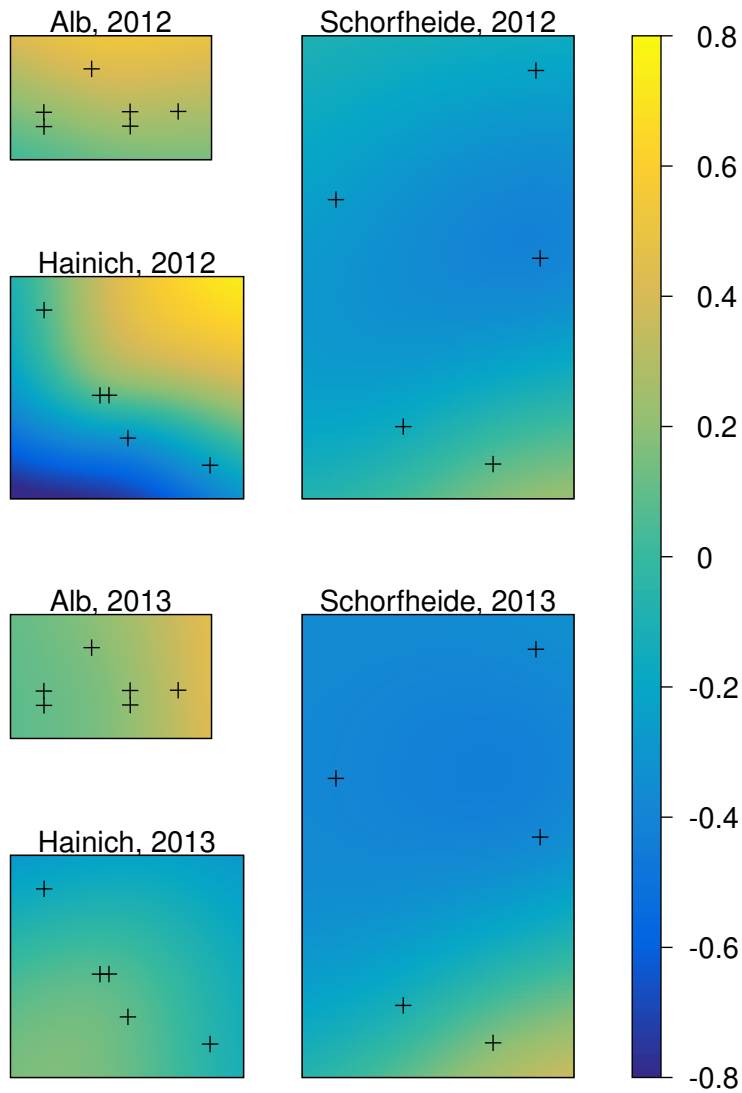 Alb, 2012
Schorfheide, 2012
Hainich, 2012
Alb, 2013
Schorfheide, 2013
Hainich, 2013
0.8
0.6
0.4
0.2
0
-0.2
-0.4
-0.6
-0.8